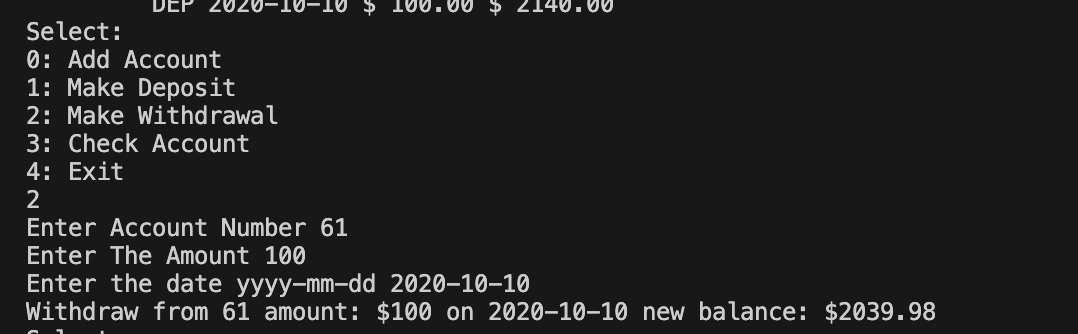 DEP 2020-10-10 $ 100.00 $ 2140.00
Select:
0: Add Account
1: Make Deposit
2: Make Withdrawal
3: Check Account
4: Exit
2
Enter Account Number 61
Enter The Amount 100
Enter the date yyyy-mm-dd 2020-10-10
Withdraw from 61 amount: $100 on 2020-10-10 new balance: $2039.98